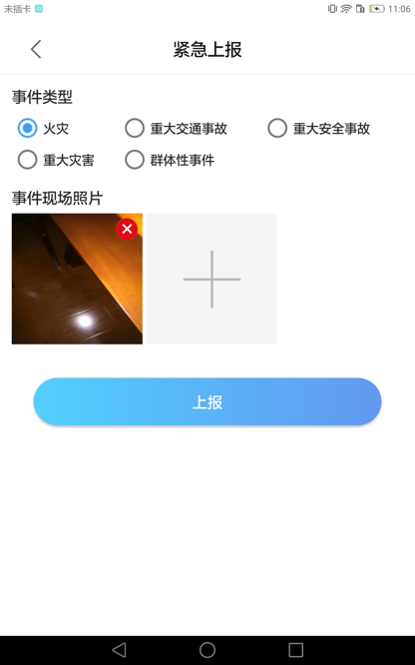 未插卡 11:06
紧急上报
事件类型
火灾 重大交通事故 重大安全事故
重大灾害 群体性事件
事件现场照片
上报